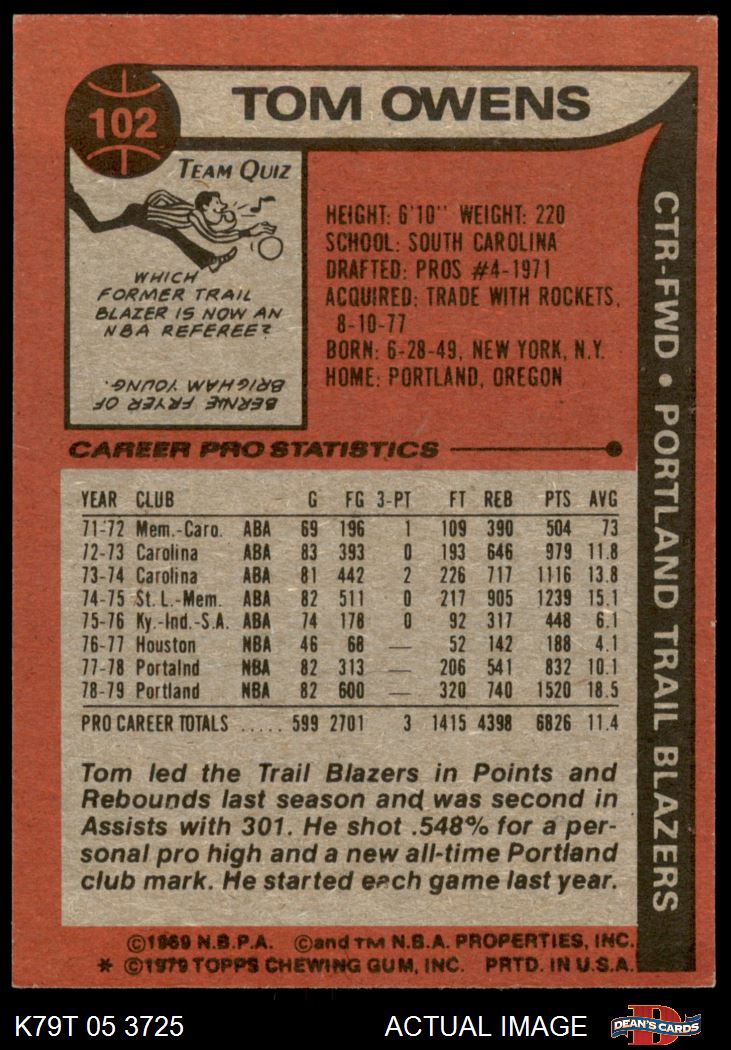 102
TOM OWENS
TEAM QUIZ
WHICH
FORMER TRAIL
BLAZER IS NOW AN
NBA REFEREE?
BERNIE FRYER OF
BRIGHAM YOUNG.
HEIGHT: 6'10" WEIGHT: 220
SCHOOL: SOUTH CAROLINA
DRAFTED: PROS #4-1971
ACQUIRED: TRADE WITH ROCKETS,
8-10-77
BORN: 6-28-49, NEW YORK, N.Y.
HOME: PORTLAND, OREGON
CTR-FWD • PORTLAND TRAIL BLAZERS
CAREER PRO STATISTICS
YEAR CLUB G FG 3-PT FT REB PTS AVG
71-72 Mem.-Caro. ABA 69 196 1 109 390 504 73
72-73 Carolina ABA 83 393 0 193 646 979 11.8
73-74 Carolina ABA 81 442 2 226 717 1116 13.8
74-75 St. L.-Mem. ABA 82 511 0 217 905 1239 15.1
75-76 Ky.-Ind.-S.A. ABA 74 178 0 92 317 448 6.1
76-77 Houston NBA 46 68 — 52 142 188 4.1
77-78 Portalnd NBA 82 313 — 206 541 832 10.1
78-79 Portland NBA 82 600 — 320 740 1520 18.5
PRO CAREER TOTALS ..... 599 2701 3 1415 4398 6826 11.4
Tom led the Trail Blazers in Points and
Rebounds last season and was second in
Assists with 301. He shot .548% for a per-
sonal pro high and a new all-time Portland
club mark. He started each game last year.
©1969 N.B.P.A. ©and TM N.B.A. PROPERTIES, INC.
* ©1979 TOPPS CHEWING GUM, INC. PRTD. IN U.S.A.
K79T 05 3725 ACTUAL IMAGE
D
DEAN'S CARDS